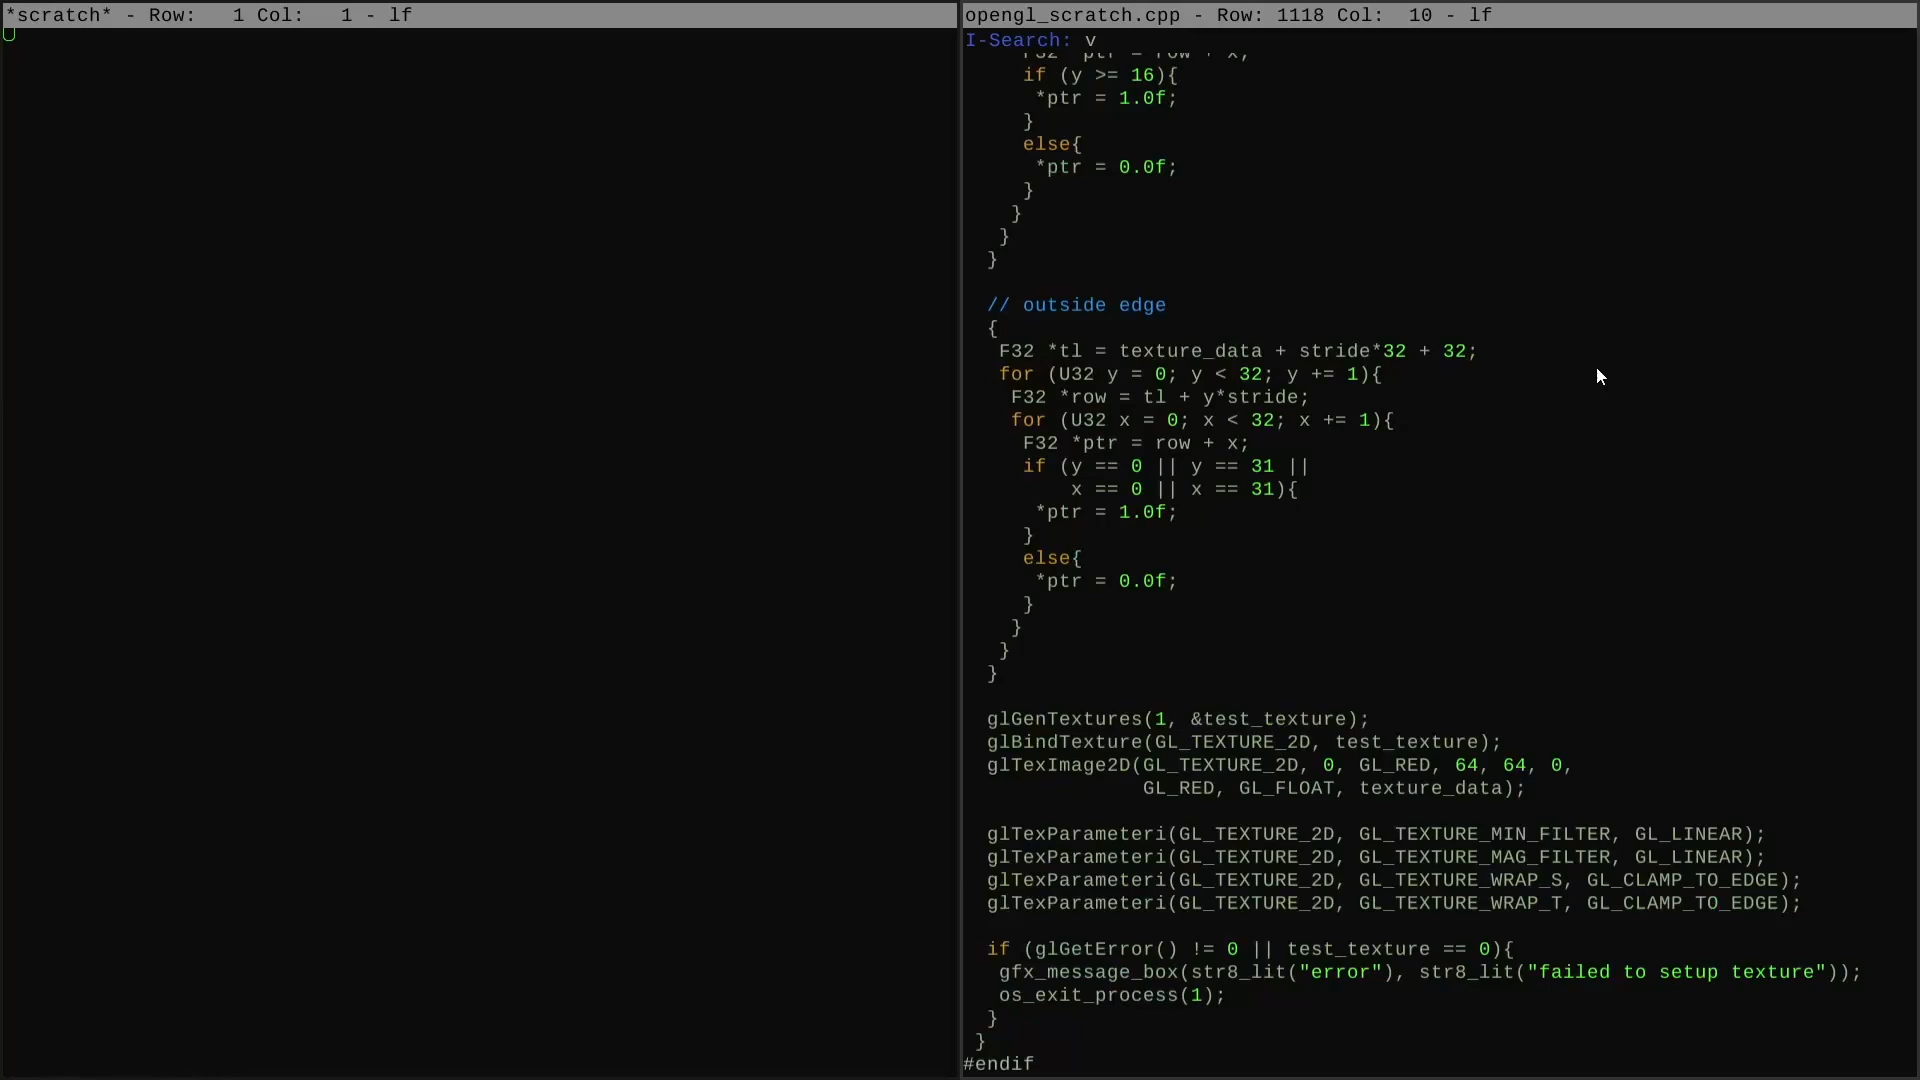 *scratch* - Row:   1 Col:   1 - lf
opengl_scratch.cpp - Row: 1118 Col:  10 - lf
I-Search: v
F32 *ptr = row + x;
if (y >= 16){
*ptr = 1.0f;
}
else{
*ptr = 0.0f;
}
}
}
}
// outside edge
{
F32 *tl = texture_data + stride*32 + 32;
for (U32 y = 0; y < 32; y += 1){
F32 *row = tl + y*stride;
for (U32 x = 0; x < 32; x += 1){
F32 *ptr = row + x;
if (y == 0 || y == 31 ||
x == 0 || x == 31){
*ptr = 1.0f;
}
else{
*ptr = 0.0f;
}
}
}
}
glGenTextures(1, &test_texture);
glBindTexture(GL_TEXTURE_2D, test_texture);
glTexImage2D(GL_TEXTURE_2D, 0, GL_RED, 64, 64, 0,
GL_RED, GL_FLOAT, texture_data);
glTexParameteri(GL_TEXTURE_2D, GL_TEXTURE_MIN_FILTER, GL_LINEAR);
glTexParameteri(GL_TEXTURE_2D, GL_TEXTURE_MAG_FILTER, GL_LINEAR);
glTexParameteri(GL_TEXTURE_2D, GL_TEXTURE_WRAP_S, GL_CLAMP_TO_EDGE);
glTexParameteri(GL_TEXTURE_2D, GL_TEXTURE_WRAP_T, GL_CLAMP_TO_EDGE);
if (glGetError() != 0 || test_texture == 0){
gfx_message_box(str8_lit("error"), str8_lit("failed to setup texture"));
os_exit_process(1);
}
}
#endif